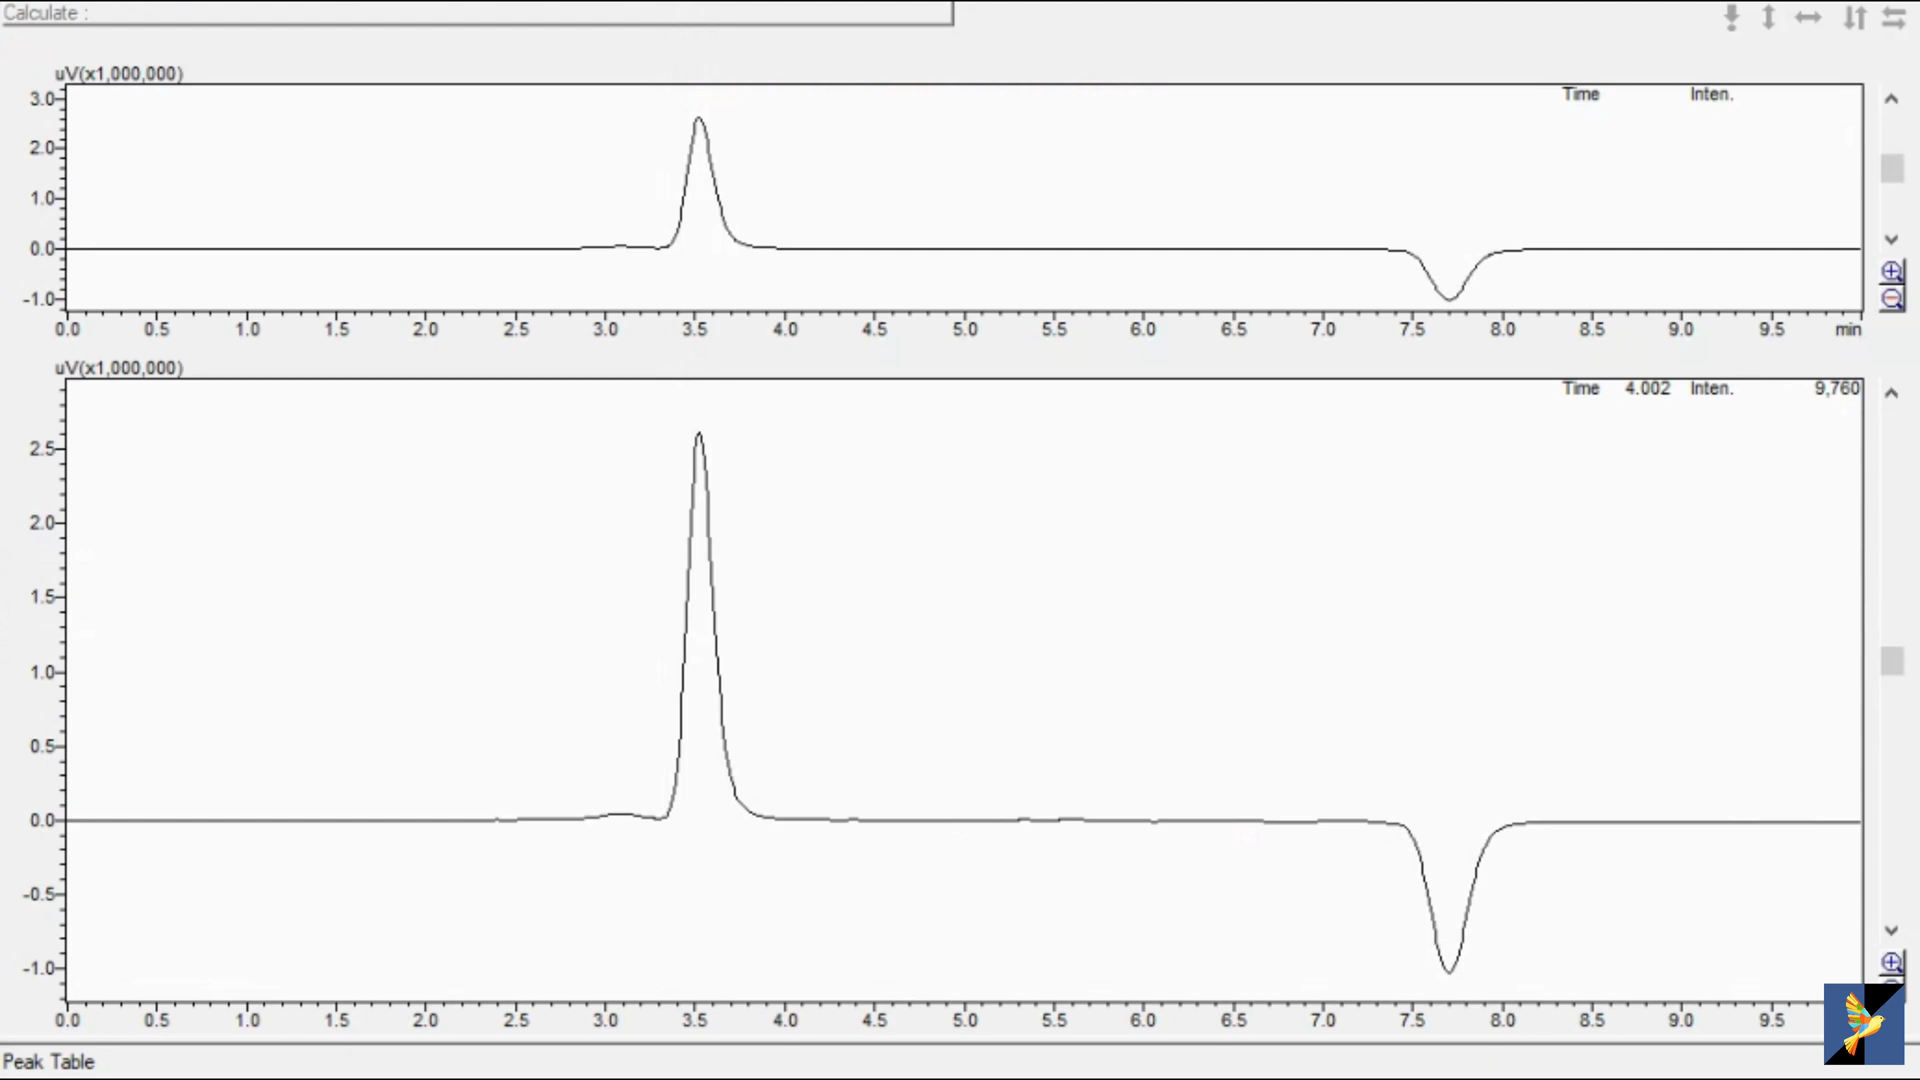 Calculate :
uV(x1,000,000)
Time Inten.
3.0
2.0
1.0
0.0
-1.0
0.0 0.5 1.0 1.5 2.0 2.5 3.0 3.5 4.0 4.5 5.0 5.5 6.0 6.5 7.0 7.5 8.0 8.5 9.0 9.5 min
uV(x1,000,000)
Time 4.002 Inten. 9,760
2.5
2.0
1.5
1.0
0.5
0.0
-0.5
-1.0
0.0 0.5 1.0 1.5 2.0 2.5 3.0 3.5 4.0 4.5 5.0 5.5 6.0 6.5 7.0 7.5 8.0 8.5 9.0 9.5
Peak Table